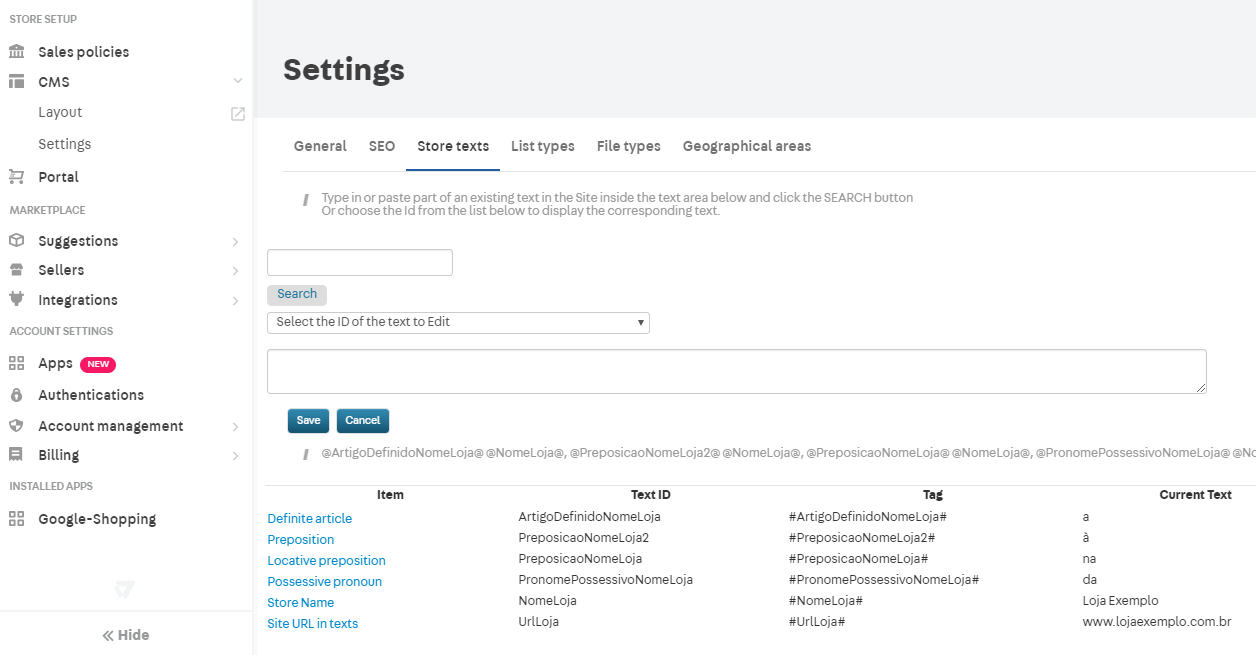 STORE SETUP
Sales policies
CMS
Layout
Settings
Portal
MARKETPLACE
Suggestions
Sellers
Integrations
ACCOUNT SETTINGS
Apps NEW
Authentications
Account management
Billing
INSTALLED APPS
Google-Shopping
Hide
Settings
General SEO Store texts List types File types Geographical areas
Type in or paste part of an existing text in the Site inside the text area below and click the SEARCH button
Or choose the Id from the list below to display the corresponding text.
Search
Select the ID of the text to Edit
Save Cancel
@ArtigoDefinidoNomeLoja@ @NomeLoja@, @PreposicaoNomeLoja2@ @NomeLoja@, @PreposicaoNomeLoja@ @NomeLoja@, @PronomePossessivoNomeLoja@ @No
Item Text ID Tag Current Text
Definite article ArtigoDefinidoNomeLoja #ArtigoDefinidoNomeLoja# a
Preposition PreposicaoNomeLoja2 #PreposicaoNomeLoja2# à
Locative preposition PreposicaoNomeLoja #PreposicaoNomeLoja# na
Possessive pronoun PronomePossessivoNomeLoja #PronomePossessivoNomeLoja# da
Store Name NomeLoja #NomeLoja# Loja Exemplo
Site URL in texts UrlLoja #UrlLoja# www.lojaexemplo.com.br